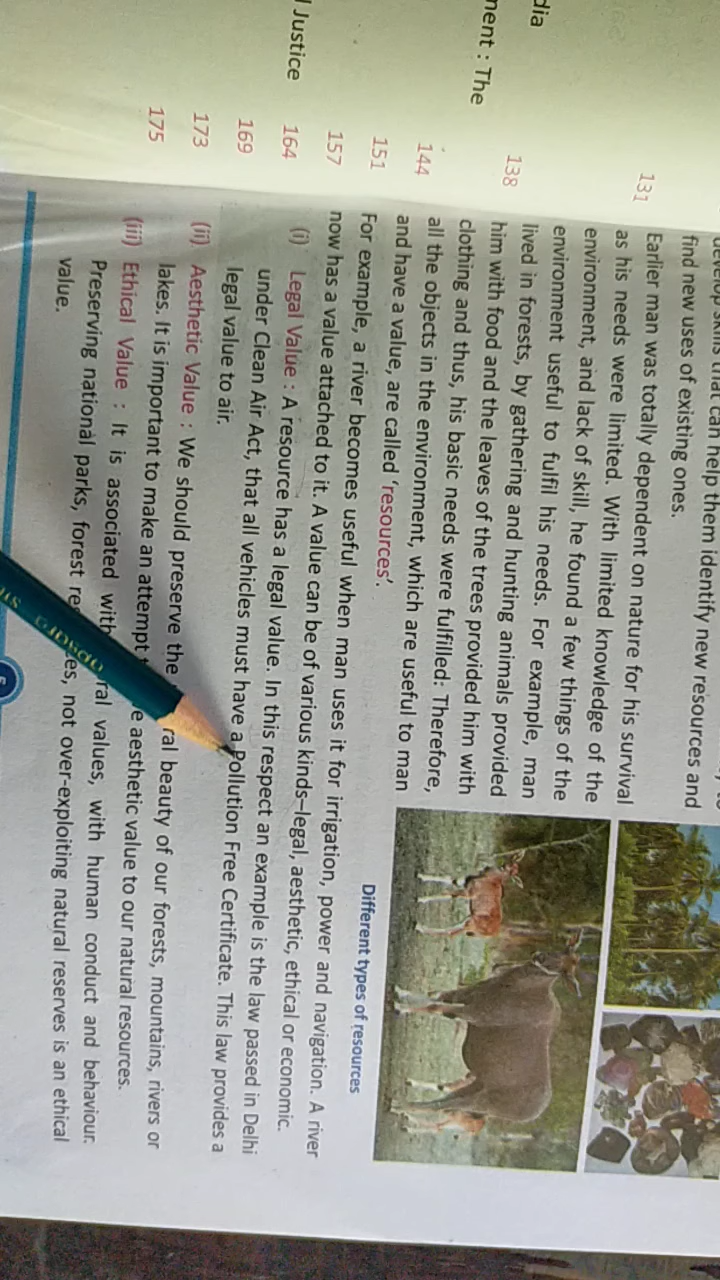 dia
ment : The
l Justice
131
138
144
151
157
164
169
173
175
develop skills that can help them identify new resources and
find new uses of existing ones.
Earlier man was totally dependent on nature for his survival
as his needs were limited. With limited knowledge of the
environment, and lack of skill, he found a few things of the
environment useful to fulfil his needs. For example, man
lived in forests, by gathering and hunting animals provided
him with food and the leaves of the trees provided him with
clothing and thus, his basic needs were fulfilled: Therefore,
all the objects in the environment, which are useful to man
and have a value, are called 'resources'.
Different types of resources
For example, a river becomes useful when man uses it for irrigation, power and navigation. A river
now has a value attached to it. A value can be of various kinds–legal, aesthetic, ethical or economic.
(i) Legal Value : A resource has a legal value. In this respect an example is the law passed in Delhi
under Clean Air Act, that all vehicles must have a Pollution Free Certificate. This law provides a
legal value to air.
(ii) Aesthetic Value : We should preserve the ral beauty of our forests, mountains, rivers or
lakes. It is important to make an attempt e aesthetic value to our natural resources.
(iii) Ethical Value : It is associated with ral values, with human conduct and behaviour.
Preserving national parks, forest re es, not over-exploiting natural reserves is an ethical
value.